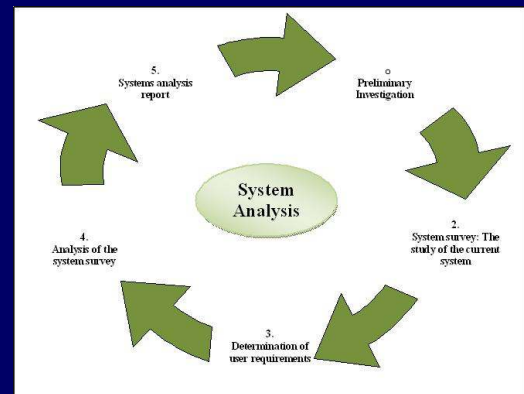 o
Preliminary
Investigation
2.
System survey: The
study of the current
system
3.
Determination of
user requirements
4.
Analysis of the
system survey
5.
Systems analysis
report
System
Analysis